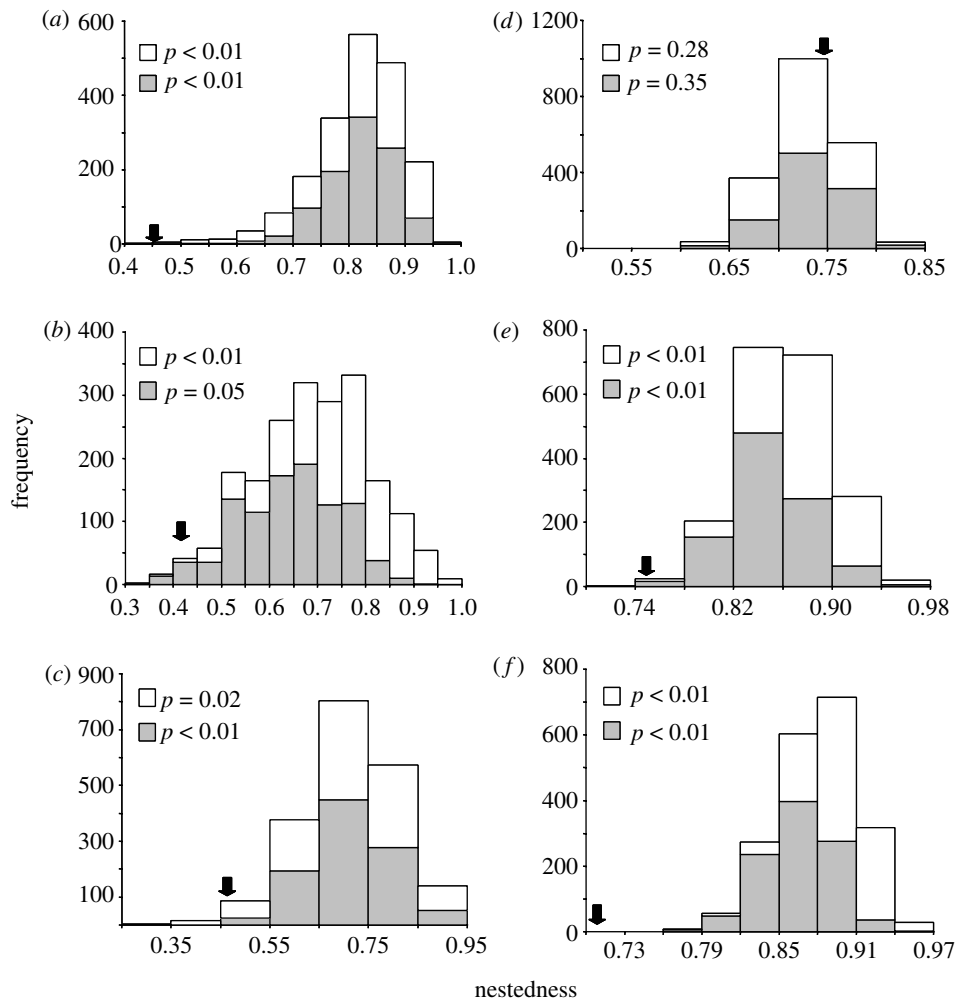 (a)
600
400
200
0
p < 0.01
p < 0.01
0.4 0.5 0.6 0.7 0.8 0.9 1.0
(d)
1200
1000
800
400
0
p = 0.28
p = 0.35
0.55 0.65 0.75 0.85
(b)
400
300
200
100
0
p < 0.01
p = 0.05
0.3 0.4 0.5 0.6 0.7 0.8 0.9 1.0
(e)
800
600
400
200
0
p < 0.01
p < 0.01
0.74 0.82 0.90 0.98
frequency
(c)
900
700
500
300
100
p = 0.02
p < 0.01
0.35 0.55 0.75 0.95
(f)
800
600
400
200
0
p < 0.01
p < 0.01
0.73 0.79 0.85 0.91 0.97
nestedness